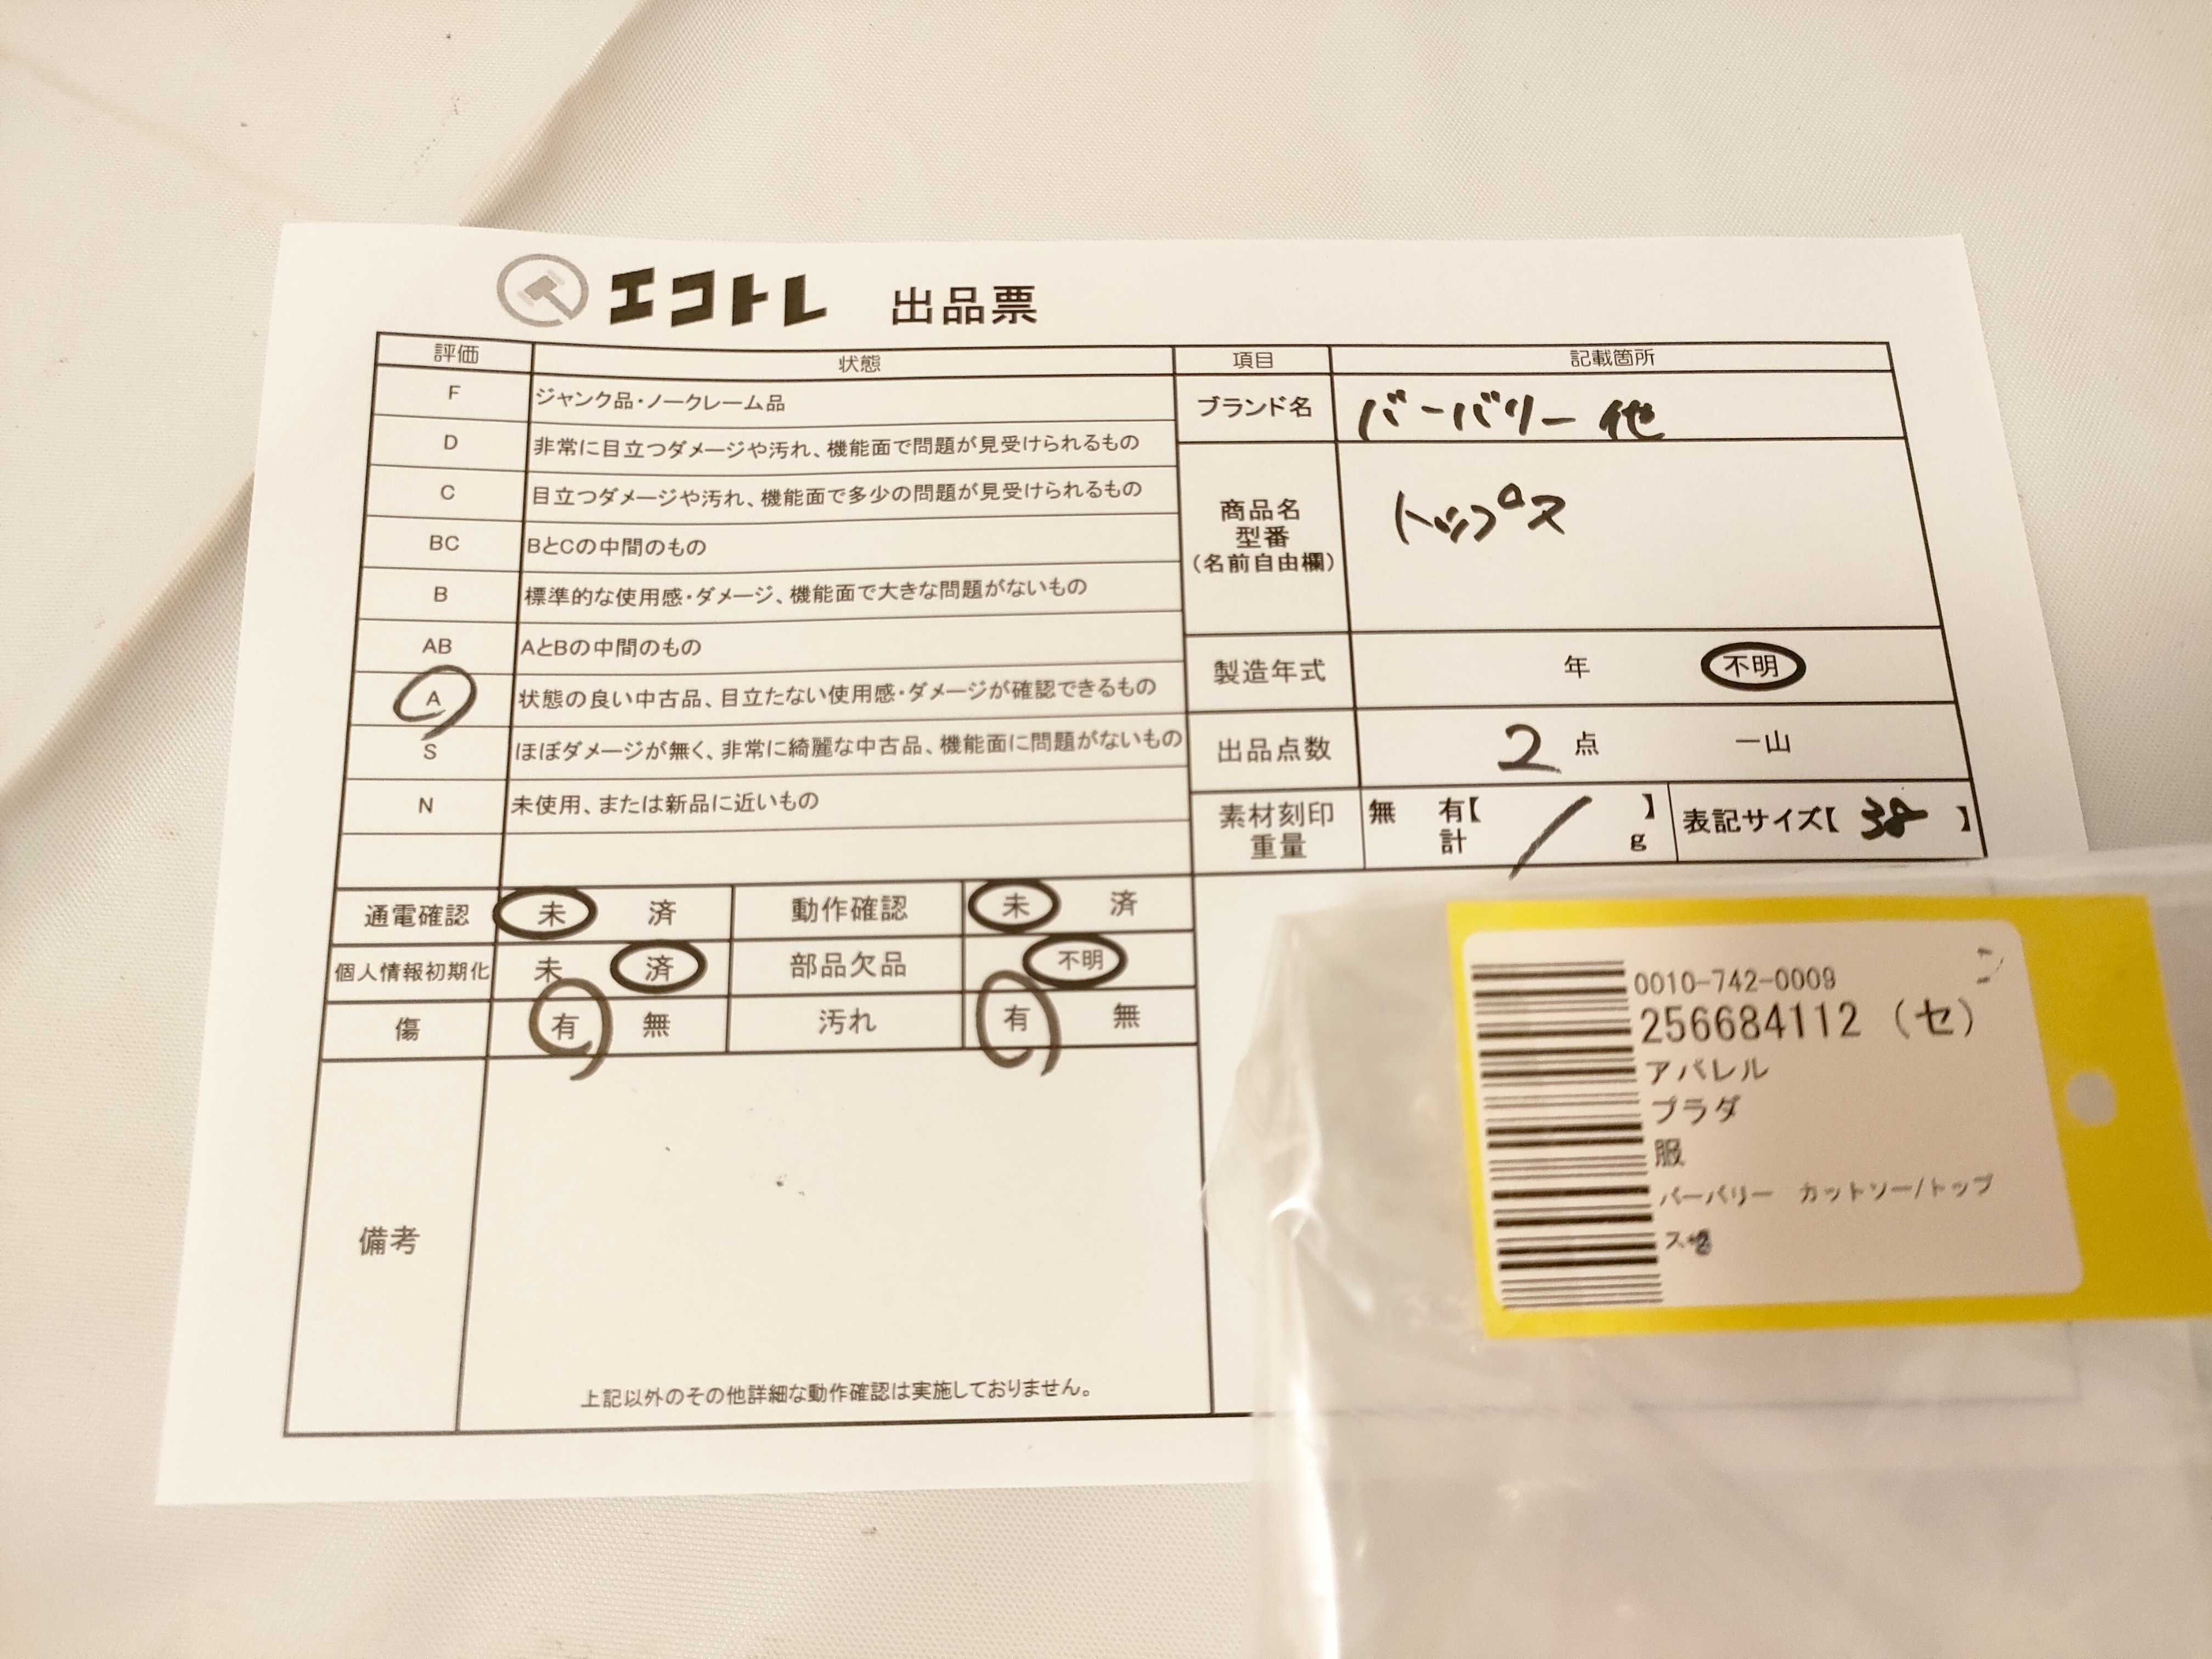 エコトレ 出品票
評価 状態
F ジャンク品・ノークレーム品
D 非常に目立つダメージや汚れ、機能面で問題が見受けられるもの
C 目立つダメージや汚れ、機能面で多少の問題が見受けられるもの
BC BとCの中間のもの
B 標準的な使用感・ダメージ、機能面で大きな問題がないもの
AB AとBの中間のもの
A 状態の良い中古品、目立たない使用感・ダメージが確認できるもの
S ほぼダメージが無く、非常に綺麗な中古品、機能面に問題がないもの
N 未使用、または新品に近いもの
項目 記載箇所
ブランド名 バーバリー 他
商品名
型番
(名前自由欄)
トップス
製造年式 年 不明
出品点数 2 点 一山
素材刻印 無 有【 】
重量 計 g
表記サイズ【 38 】
通電確認 未 済 動作確認 未 済
個人情報初期化 未 済 部品欠品 不明
傷 有 無 汚れ 有 無
備考
上記以外のその他詳細な動作確認は実施しておりません。
0010-742-0009
256684112 (セ)
アパレル
プラダ
服
バーバリー カットソー/トップ
ス